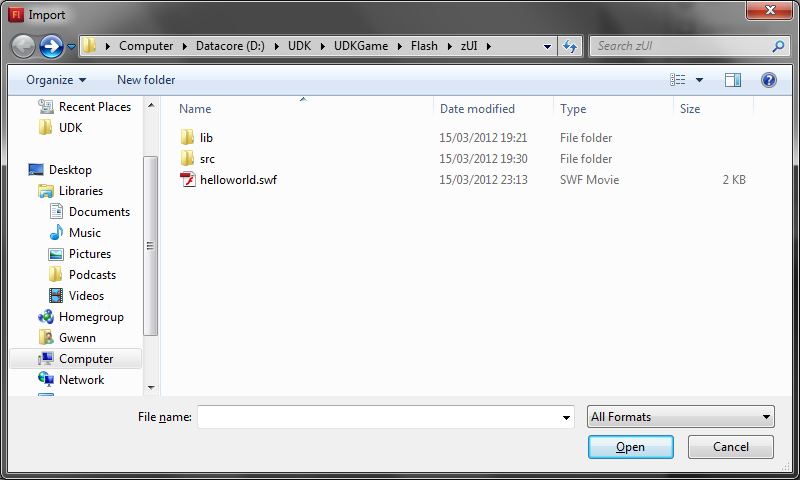 Fl Import
Computer Datacore (D:) UDK UDKGame Flash zUI Search zUI
Organize New folder
Name Date modified Type Size
Recent Places
UDK
Desktop
Libraries
Documents
Music
Pictures
Podcasts
Videos
Homegroup
Gwenn
Computer
Network
lib 15/03/2012 19:21 File folder
src 15/03/2012 19:30 File folder
helloworld.swf 15/03/2012 23:13 SWF Movie 2 KB
File name: All Formats
Open Cancel